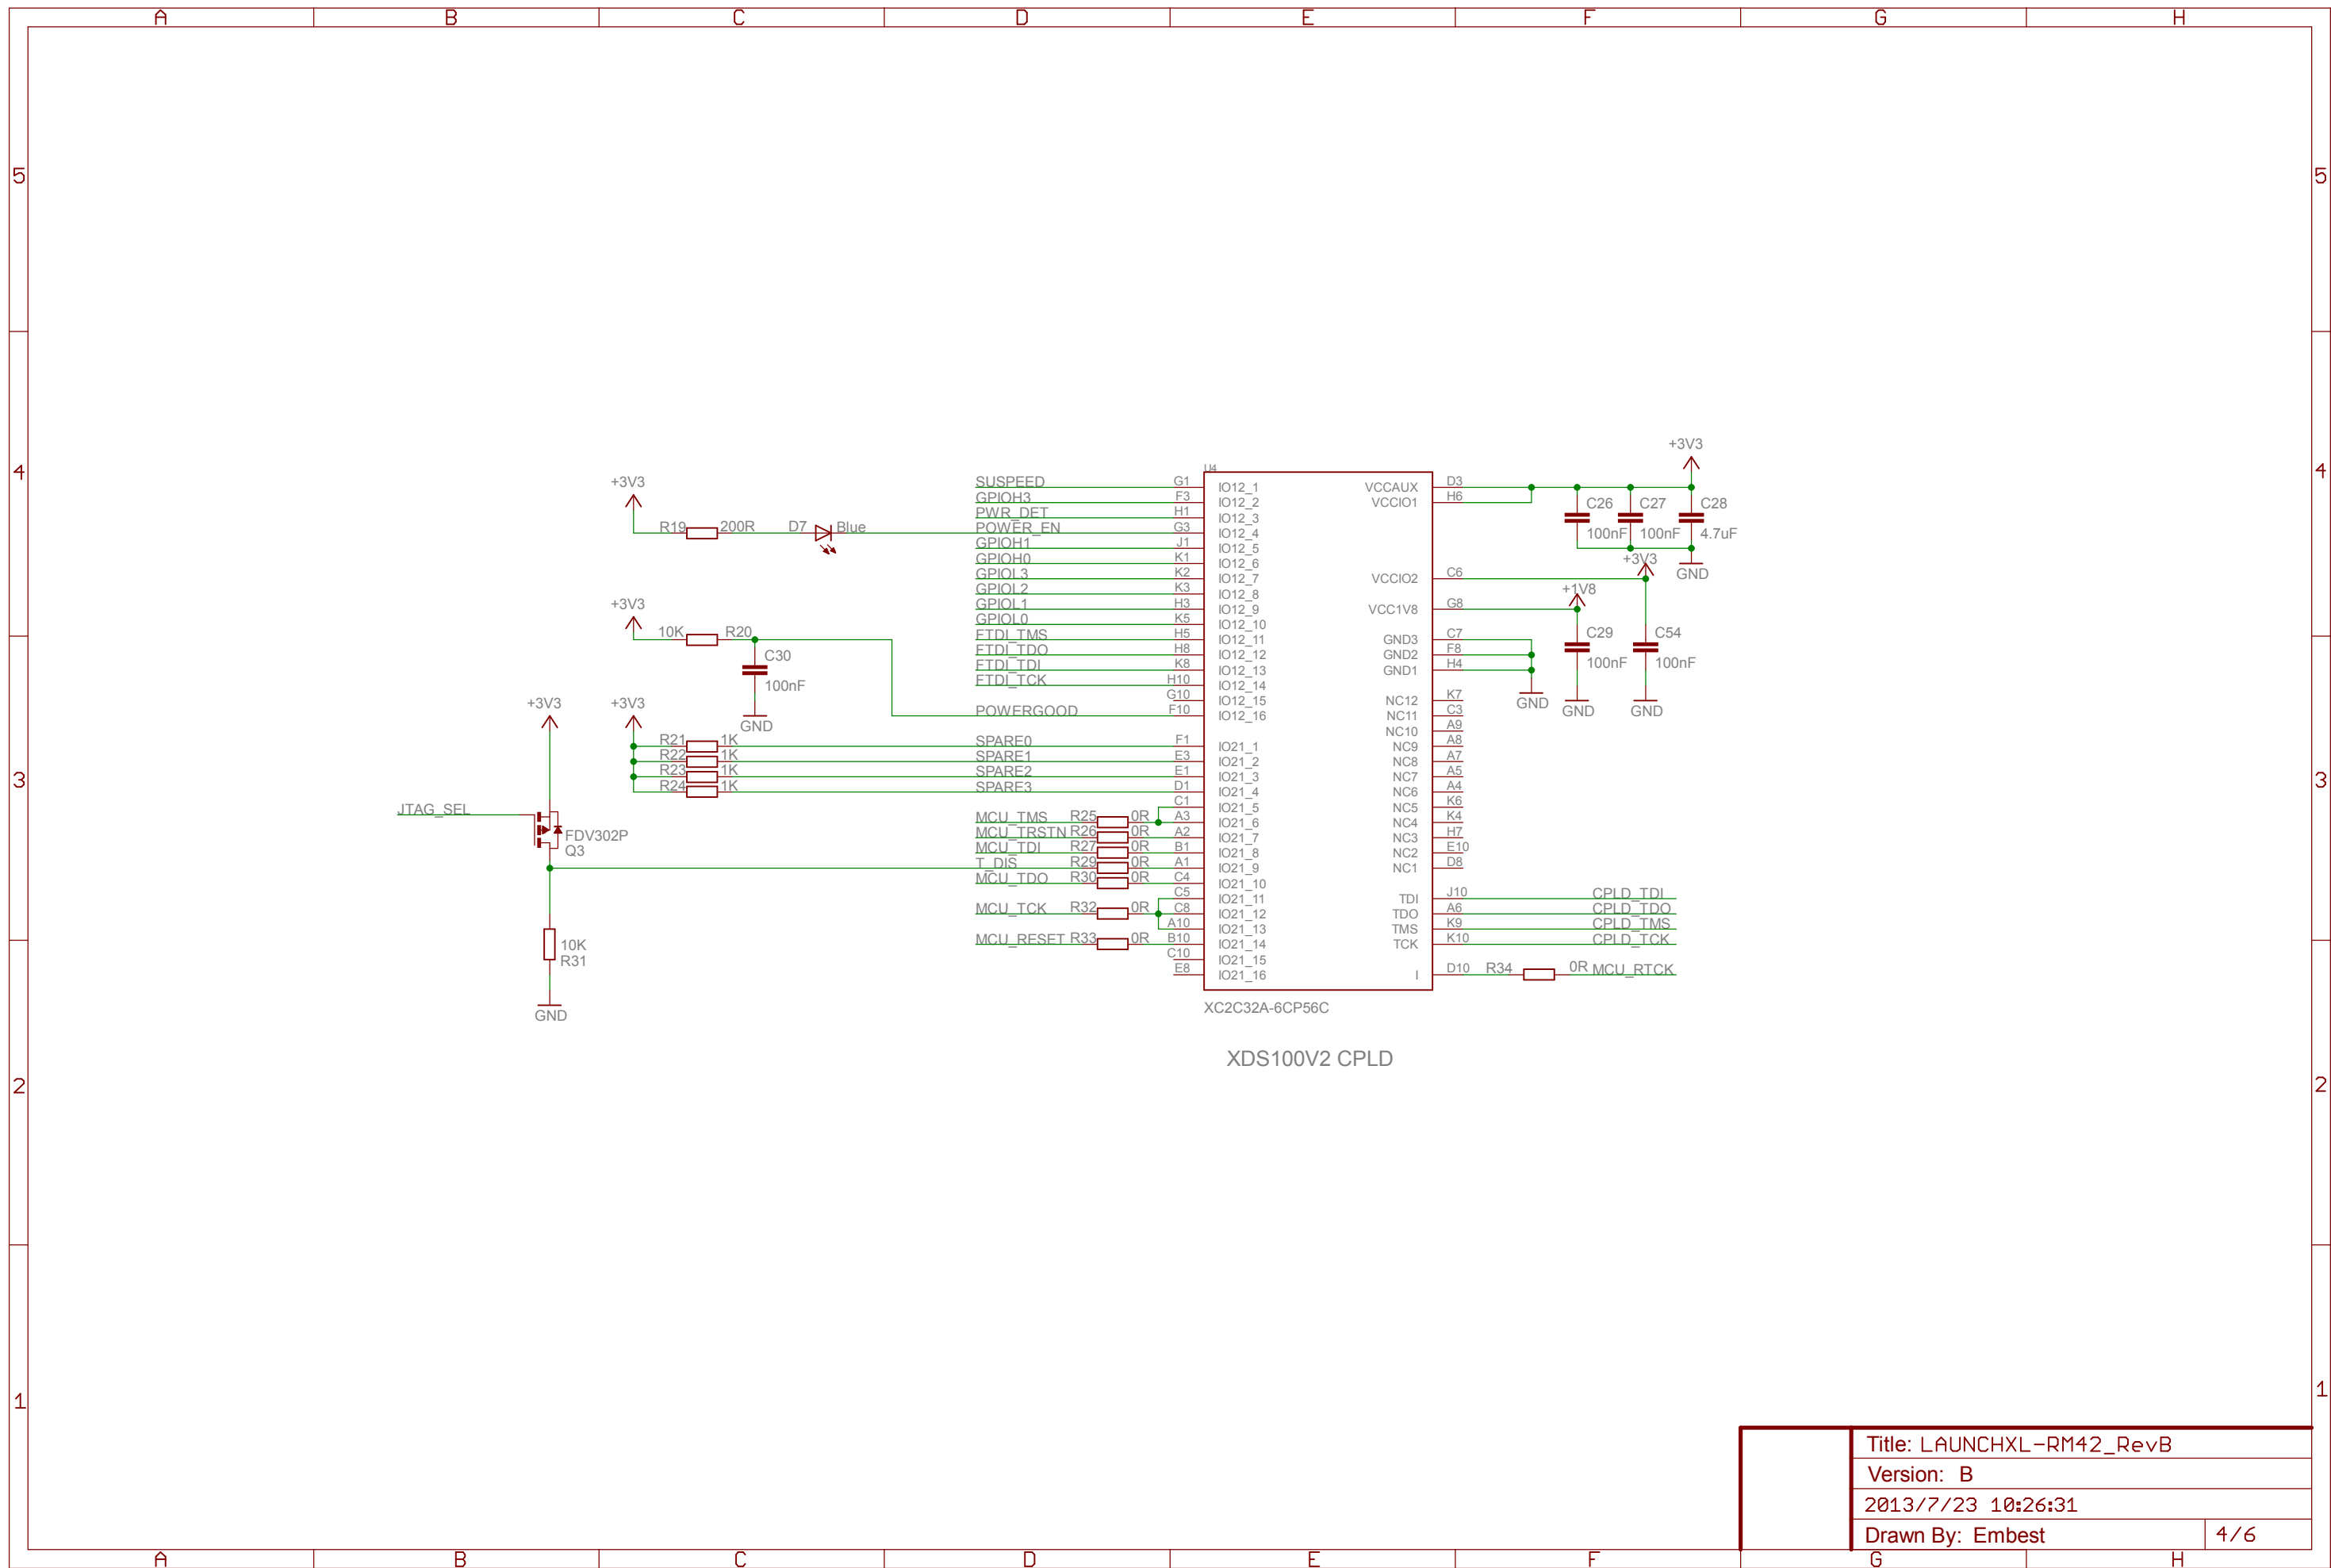 A B C D E F G H
5 5
4 4
3 3
2 2
1 1
+3V3
R19 200R D7 Blue
+3V3
10K R20
C30
100nF
GND
+3V3
+3V3
R21 1K
R22 1K
R23 1K
R24 1K
JTAG_SEL
FDV302P
Q3
10K
R31
GND
SUSPEED G1 IO12_1
GPIOH3 F3 IO12_2
PWR_DET H1 IO12_3
POWER_EN G3 IO12_4
GPIOH1 J1 IO12_5
GPIOH0 K1 IO12_6
GPIOL3 K2 IO12_7
GPIOL2 K3 IO12_8
GPIOL1 H3 IO12_9
GPIOL0 K5 IO12_10
FTDI_TMS H5 IO12_11
FTDI_TDO H8 IO12_12
FTDI_TDI K8 IO12_13
FTDI_TCK H10 IO12_14
G10 IO12_15
POWERGOOD F10 IO12_16
SPARE0 F1 IO21_1
SPARE1 E3 IO21_2
SPARE2 E1 IO21_3
SPARE3 D1 IO21_4
C1 IO21_5
MCU_TMS R25 0R A3 IO21_6
MCU_TRSTN R26 0R A2 IO21_7
MCU_TDI R27 0R B1 IO21_8
T_DIS R29 0R A1 IO21_9
MCU_TDO R30 0R C4 IO21_10
C5 IO21_11
MCU_TCK R32 0R C8 IO21_12
A10 IO21_13
MCU_RESET R33 0R B10 IO21_14
C10 IO21_15
E8 IO21_16
U4
VCCAUX D3
VCCIO1 H6
VCCIO2 C6
VCC1V8 G8
GND3 C7
GND2 F8
GND1 H4
NC12 K7
NC11 C3
NC10 A9
NC9 A8
NC8 A7
NC7 A5
NC6 A4
NC5 K6
NC4 K4
NC3 H7
NC2 E10
NC1 D8
TDI J10 CPLD_TDI
TDO A6 CPLD_TDO
TMS K9 CPLD_TMS
TCK K10 CPLD_TCK
I D10 R34 0R MCU_RTCK
+3V3
C26 C27 C28
100nF 100nF 4.7uF
+3V3
GND
+1V8
C29 C54
100nF 100nF
GND GND GND
XC2C32A-6CP56C
XDS100V2 CPLD
Title: LAUNCHXL-RM42_RevB
Version: B
2013/7/23 10:26:31
Drawn By: Embest 4/6
A B C D E F G H